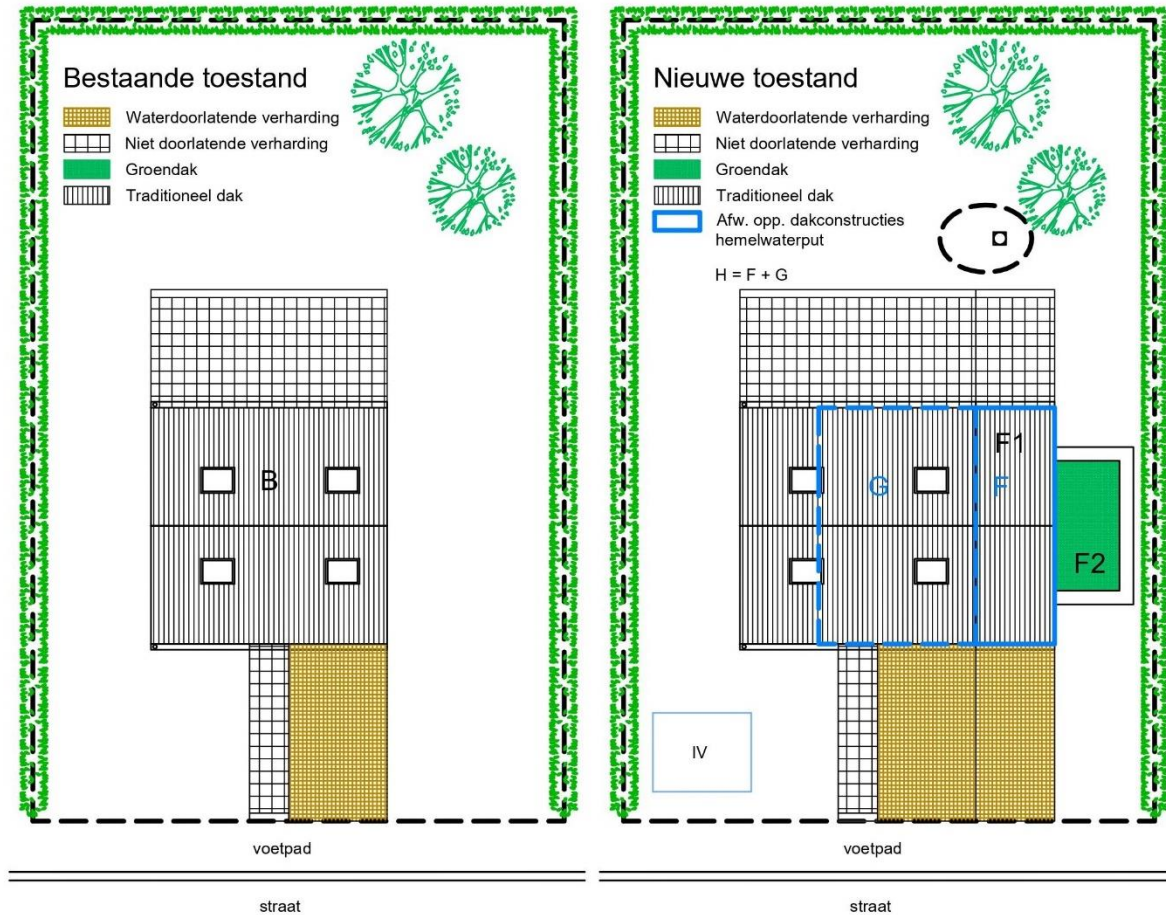 Bestaande toestand
Waterdoorlatende verharding
Niet doorlatende verharding
Groendak
Traditioneel dak
B
voetpad
straat
Nieuwe toestand
Waterdoorlatende verharding
Niet doorlatende verharding
Groendak
Traditioneel dak
Afw. opp. dakconstructies
hemelwaterput
H = F + G
F1
G
F
F2
IV
voetpad
straat